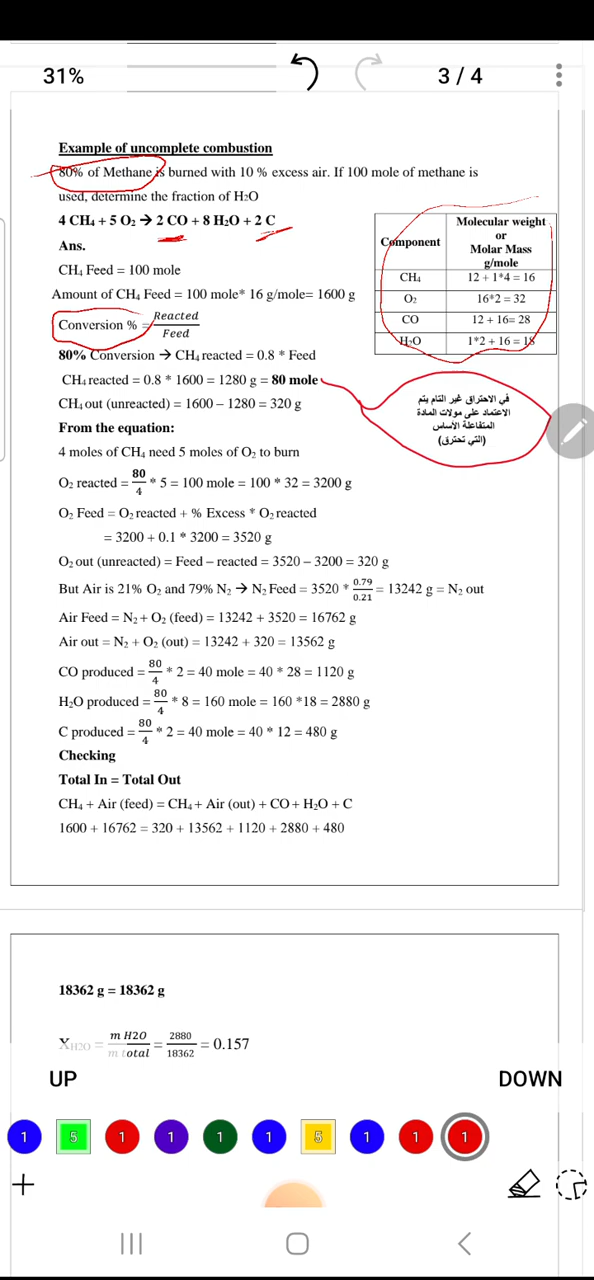 31%
3 / 4
Example of uncomplete combustion
80% of Methane is burned with 10 % excess air. If 100 mole of methane is
used, determine the fraction of H₂O
4 CH₄ + 5 O₂ → 2 CO + 8 H₂O + 2 C
Ans.
CH₄ Feed = 100 mole
Amount of CH₄ Feed = 100 mole* 16 g/mole= 1600 g
Conversion % = Reacted / Feed
80% Conversion → CH₄ reacted = 0.8 * Feed
CH₄ reacted = 0.8 * 1600 = 1280 g = 80 mole
CH₄ out (unreacted) = 1600 – 1280 = 320 g
Component
Molecular weight
or
Molar Mass
g/mole
CH₄ 12 + 1*4 = 16
O₂ 16*2 = 32
CO 12 + 16= 28
H₂O 1*2 + 16 = 18
في الاحتراق غير التام يتم
الاعتماد على مولات المادة
المتفاعلة الأساس
(التي تحترق)
From the equation:
4 moles of CH₄ need 5 moles of O₂ to burn
O₂ reacted = 80/4 * 5 = 100 mole = 100 * 32 = 3200 g
O₂ Feed = O₂ reacted + % Excess * O₂ reacted
= 3200 + 0.1 * 3200 = 3520 g
O₂ out (unreacted) = Feed – reacted = 3520 – 3200 = 320 g
But Air is 21% O₂ and 79% N₂ → N₂ Feed = 3520 * 0.79/0.21 = 13242 g = N₂ out
Air Feed = N₂ + O₂ (feed) = 13242 + 3520 = 16762 g
Air out = N₂ + O₂ (out) = 13242 + 320 = 13562 g
CO produced = 80/4 * 2 = 40 mole = 40 * 28 = 1120 g
H₂O produced = 80/4 * 8 = 160 mole = 160 *18 = 2880 g
C produced = 80/4 * 2 = 40 mole = 40 * 12 = 480 g
Checking
Total In = Total Out
CH₄ + Air (feed) = CH₄ + Air (out) + CO + H₂O + C
1600 + 16762 = 320 + 13562 + 1120 + 2880 + 480
18362 g = 18362 g
X_H2O = m H2O / m total = 2880 / 18362 = 0.157
UP
DOWN
1 5 1 1 1 1 5 1 1 1